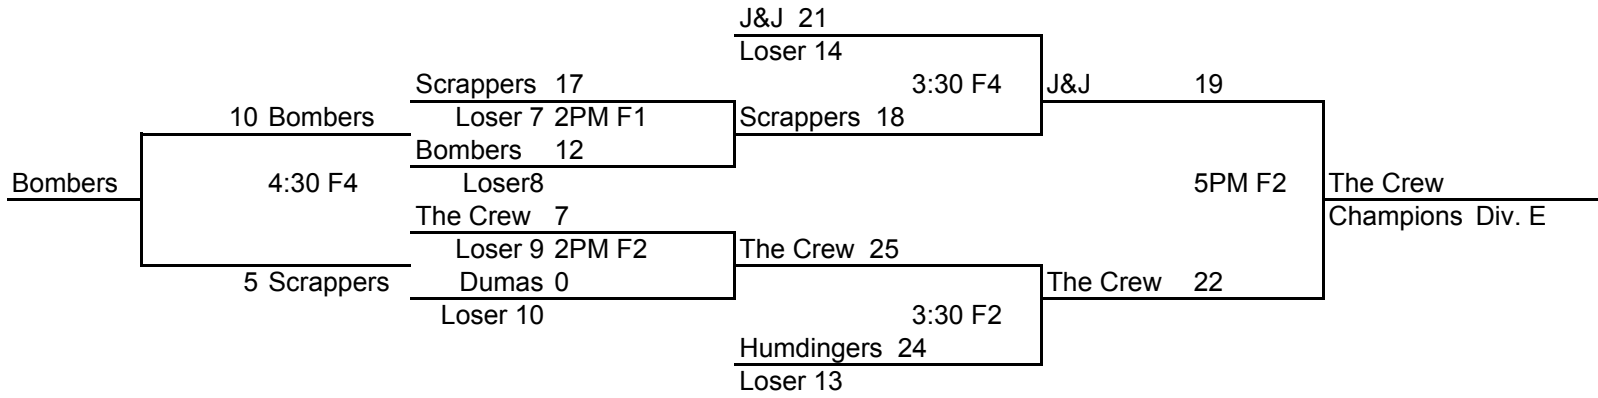 J&J 21
Loser 14
Scrappers 17
3:30 F4
J&J 19
10 Bombers
Loser 7 2PM F1
Scrappers 18
Bombers 12
Bombers
4:30 F4
Loser8
5PM F2
The Crew
The Crew 7
Champions Div. E
Loser 9 2PM F2
The Crew 25
5 Scrappers
Dumas 0
The Crew 22
Loser 10
3:30 F2
Humdingers 24
Loser 13